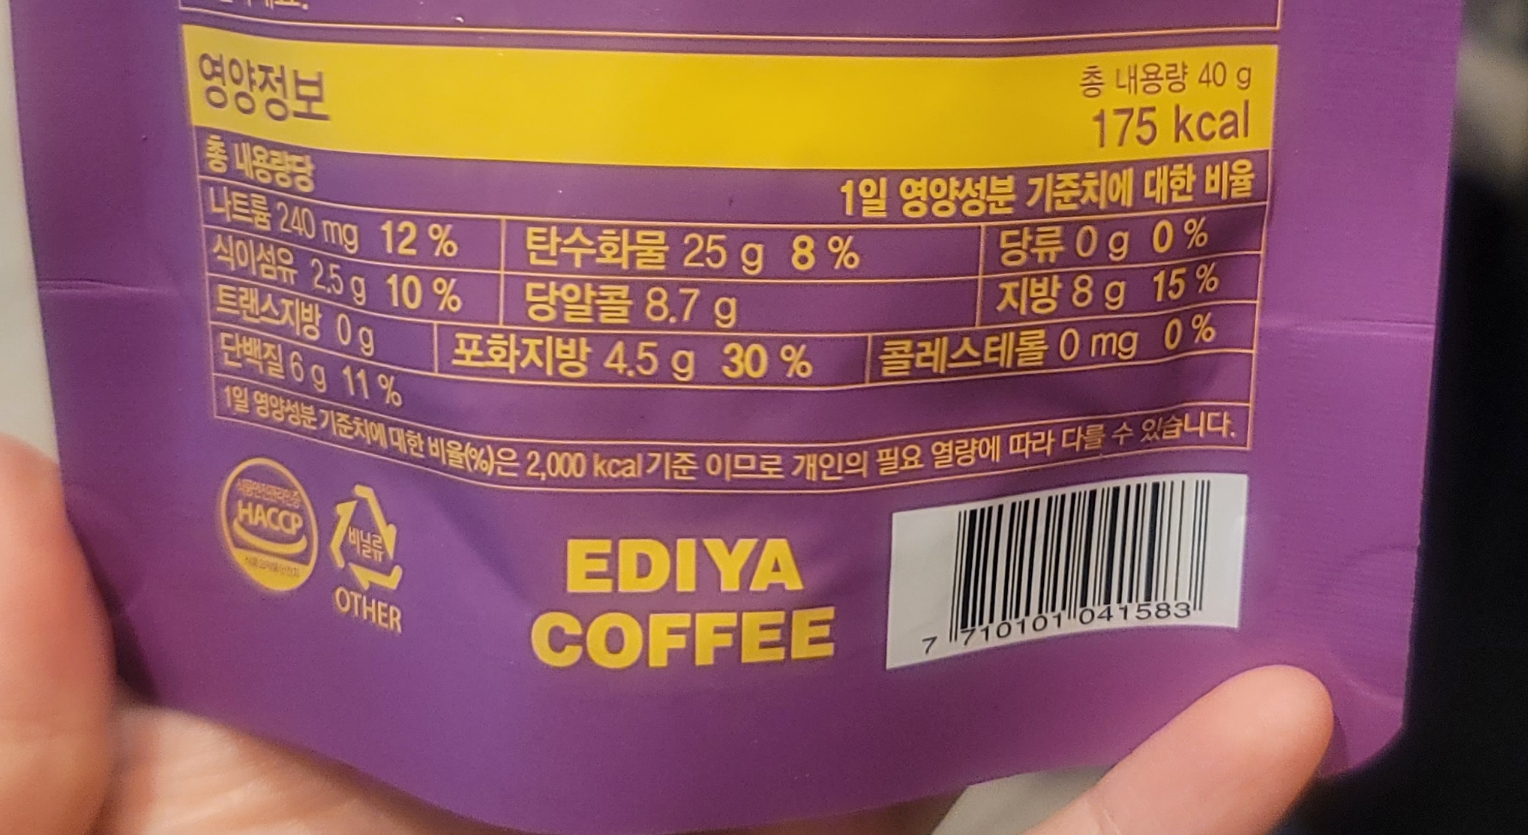 영양정보
총 내용량 40 g
175 kcal
총 내용량당
1일 영양성분 기준치에 대한 비율
나트륨 240 mg 12 % 탄수화물 25 g 8 % 당류 0 g 0 %
식이섬유 2.5 g 10 % 당알콜 8.7 g 지방 8 g 15 %
트랜스지방 0 g 포화지방 4.5 g 30 % 콜레스테롤 0 mg 0 %
단백질 6 g 11 %
1일 영양성분 기준치에 대한 비율(%)은 2,000 kcal 기준 이므로 개인의 필요 열량에 따라 다를 수 있습니다.
HACCP
비닐류
OTHER
EDIYA
COFFEE
7 710101 041583